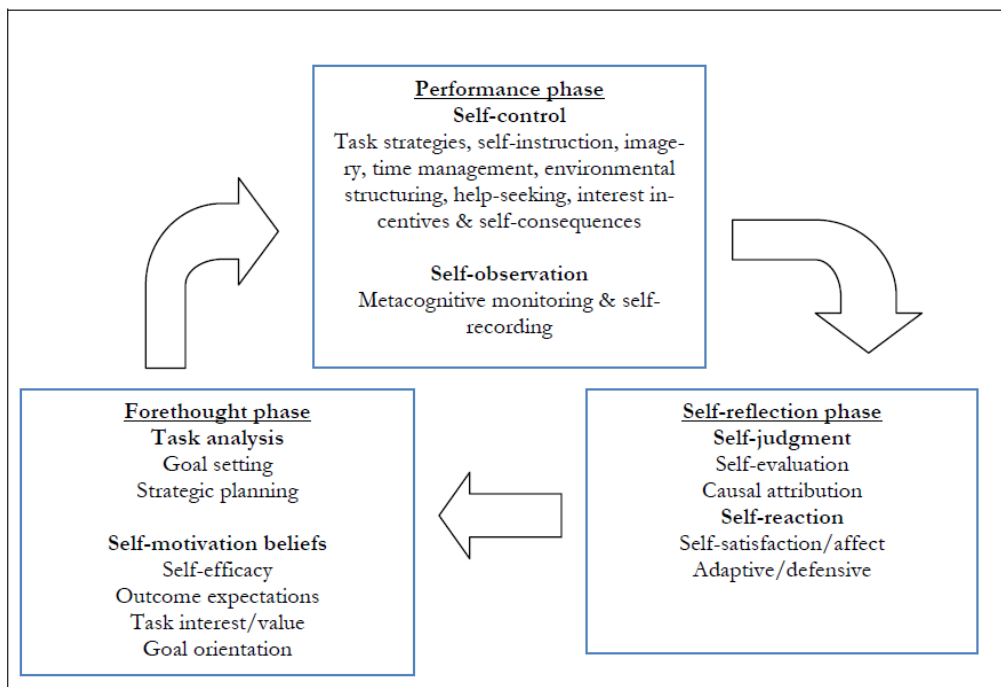 Performance phase
Self-control
Task strategies, self-instruction, image-
ry, time management, environmental
structuring, help-seeking, interest in-
centives & self-consequences
Self-observation
Metacognitive monitoring & self-
recording
Forethought phase
Task analysis
Goal setting
Strategic planning
Self-motivation beliefs
Self-efficacy
Outcome expectations
Task interest/value
Goal orientation
Self-reflection phase
Self-judgment
Self-evaluation
Causal attribution
Self-reaction
Self-satisfaction/affect
Adaptive/defensive